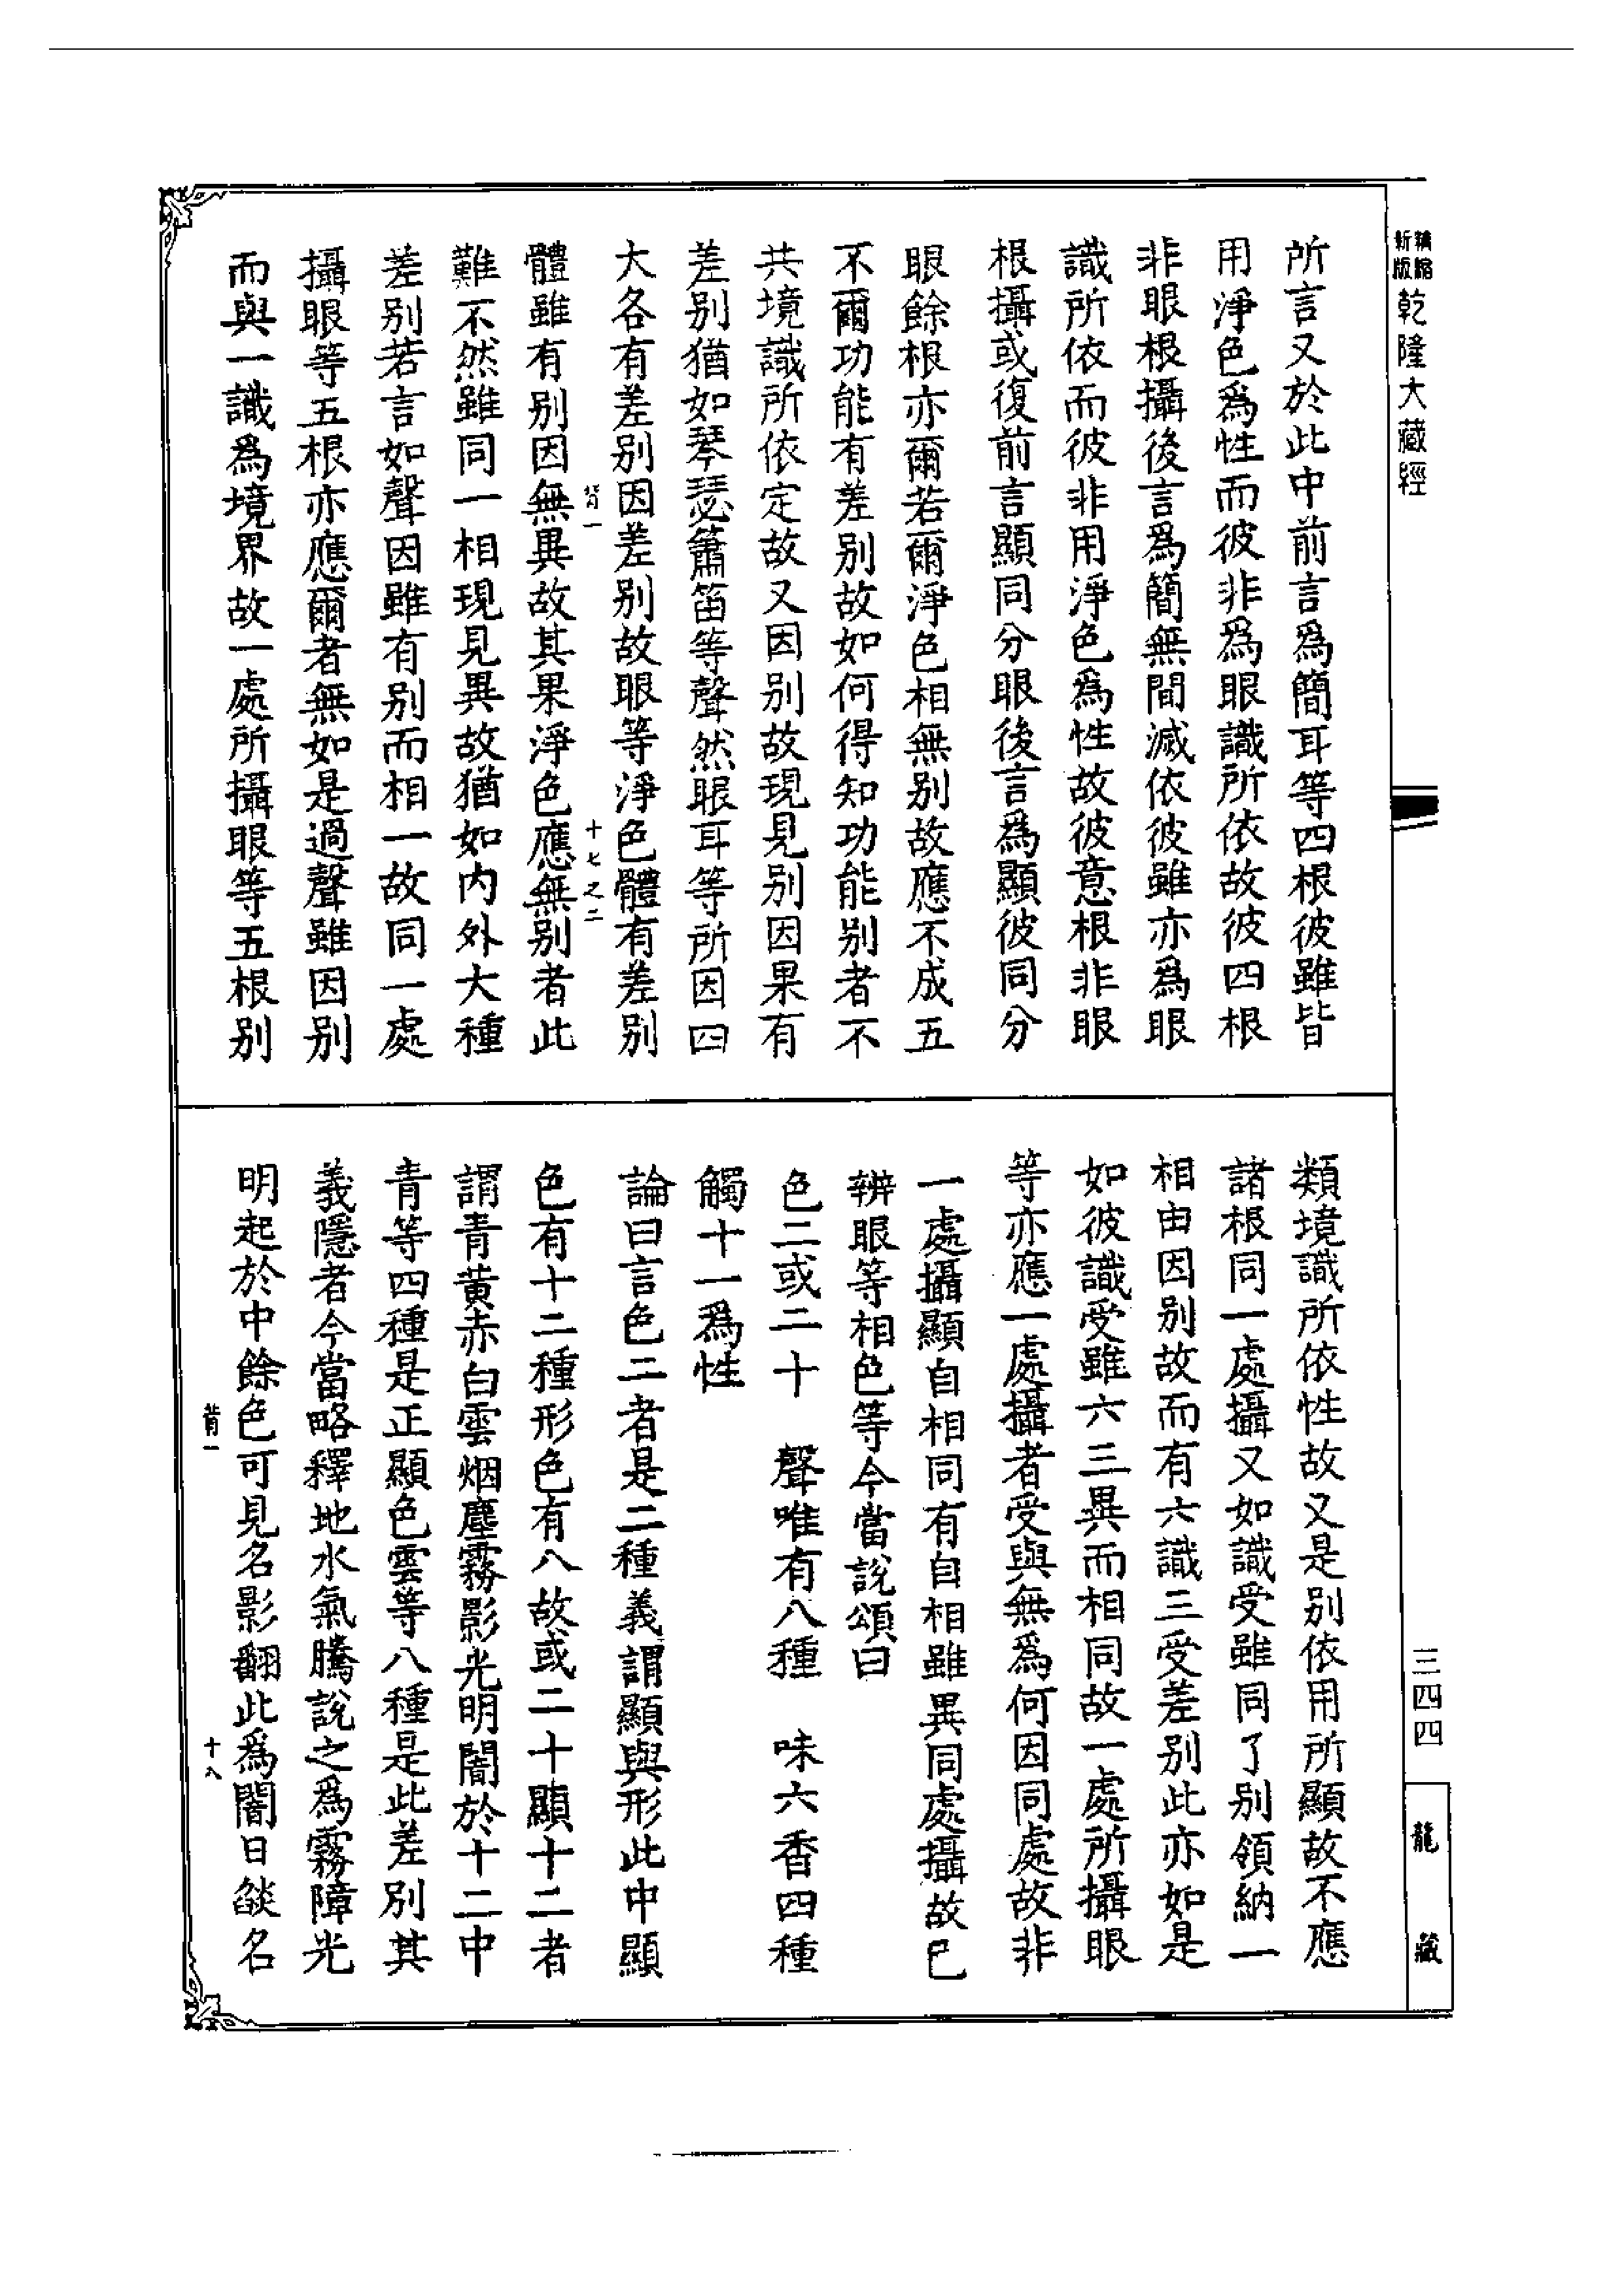 精縮
新版
乾隆大藏經
所言又於此中前言爲簡耳等四根彼雖皆
用淨色爲性而彼非爲眼識所依故彼四根
非眼根攝後言爲簡無間滅依彼雖亦爲眼
識所依而彼非用淨色爲性故彼意根非眼
根攝或復前言顯同分眼後言爲顯彼同分
眼餘根亦爾若爾淨色相無別故應不成五
不爾功能有差別故如何得知功能別者不
共境識所依定故又因別故現見別因果有
差別猶如琴瑟簫笛等聲然眼耳等所因四
大各有差別因差別故眼等淨色體有差別
背一
十七之二
體雖有別因無異故其果淨色應無別者此
難不然雖同一相現見異故猶如內外大種
差別若言如聲因雖有別而相一故同一處
攝眼等五根亦應爾者無如是過聲雖因別
而與一識爲境界故一處所攝眼等五根別
類境識所依性故又是別依用所顯故不應
諸根同一處攝又如識受雖同了別領納一
相由因別故而有六識三受差別此亦如是
如彼識受雖六三異而相同故一處所攝眼
等亦應一處攝者受與無爲何因同處故非
一處攝顯自相同有自相雖異同處攝故已
辨眼等相色等今當說頌曰
色二或二十　聲唯有八種　味六香四種
觸十一爲性
論曰言色二者是二種義謂顯與形此中顯
色有十二種形色有八故或二十顯十二者
謂青黃赤白雲烟塵霧影光明闇於十二中
青等四種是正顯色雲等八種是此差別其
義隱者今當略釋地水氣騰說之爲霧障光
明起於中餘色可見名影翻此爲闇日燄名
背一
十八
三四四
龍藏